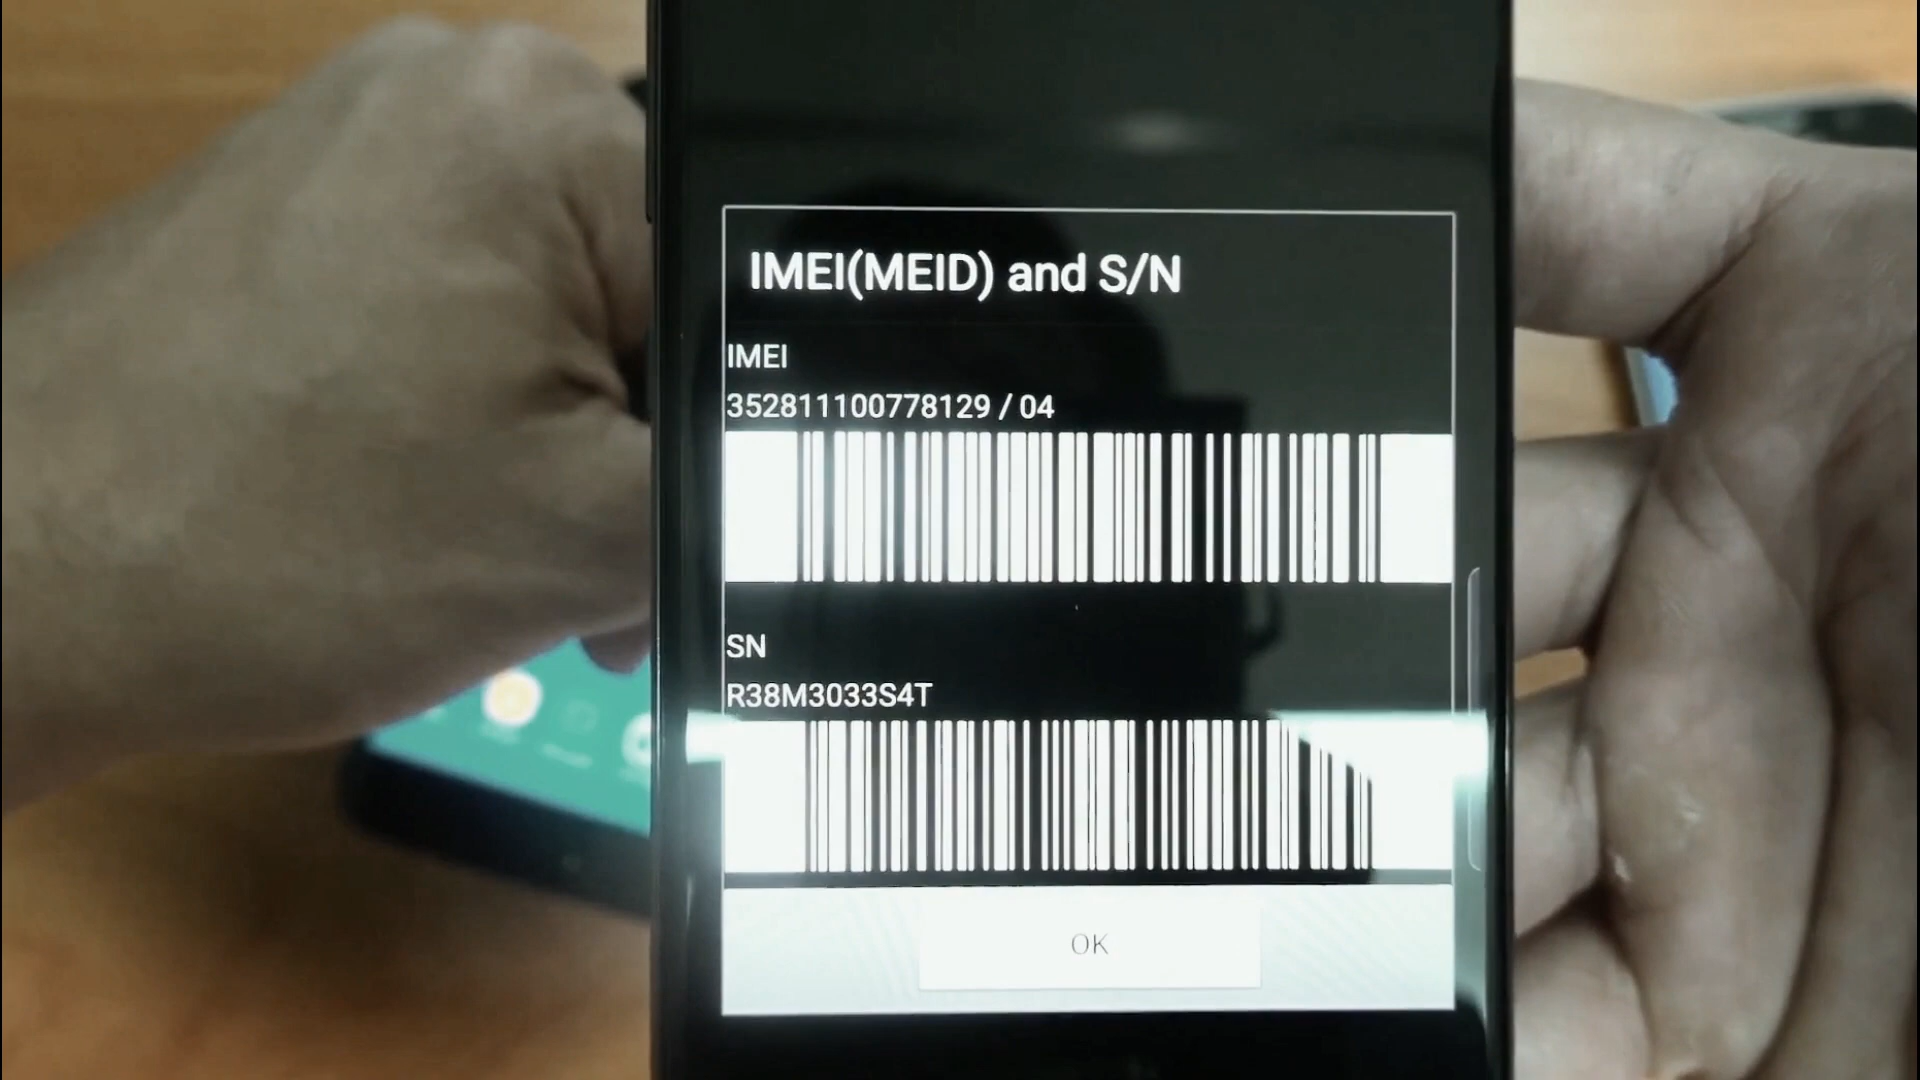 IMEI(MEID) and S/N
IMEI
352811100778129 / 04
SN
R38M3033S4T
OK